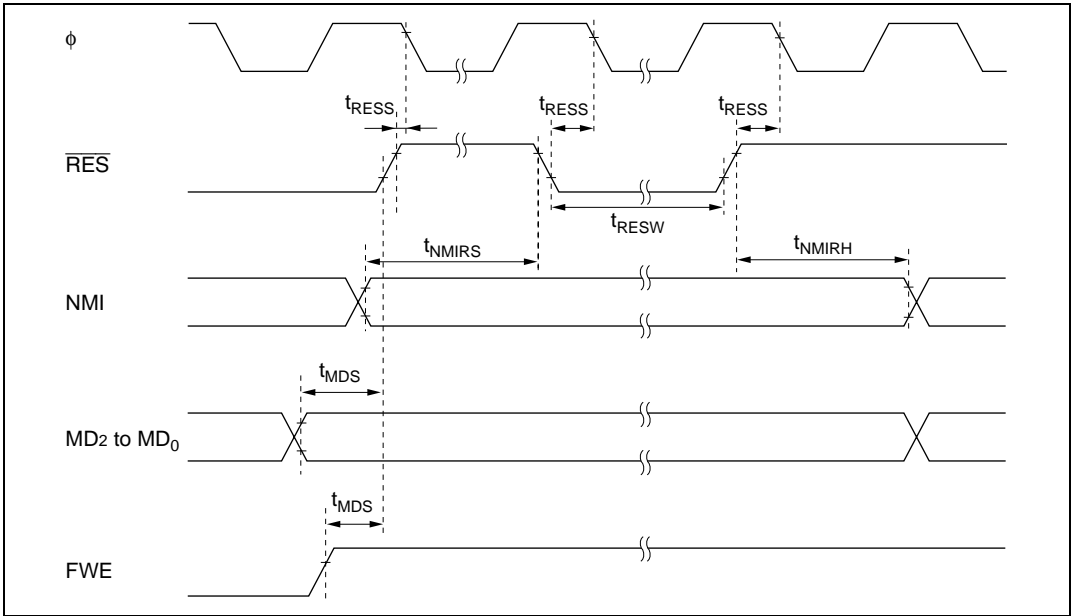 ϕ
tRESS
tRESS
tRESS
RES
tRESW
tNMIRS
tNMIRH
NMI
tMDS
MD2 to MD0
tMDS
FWE